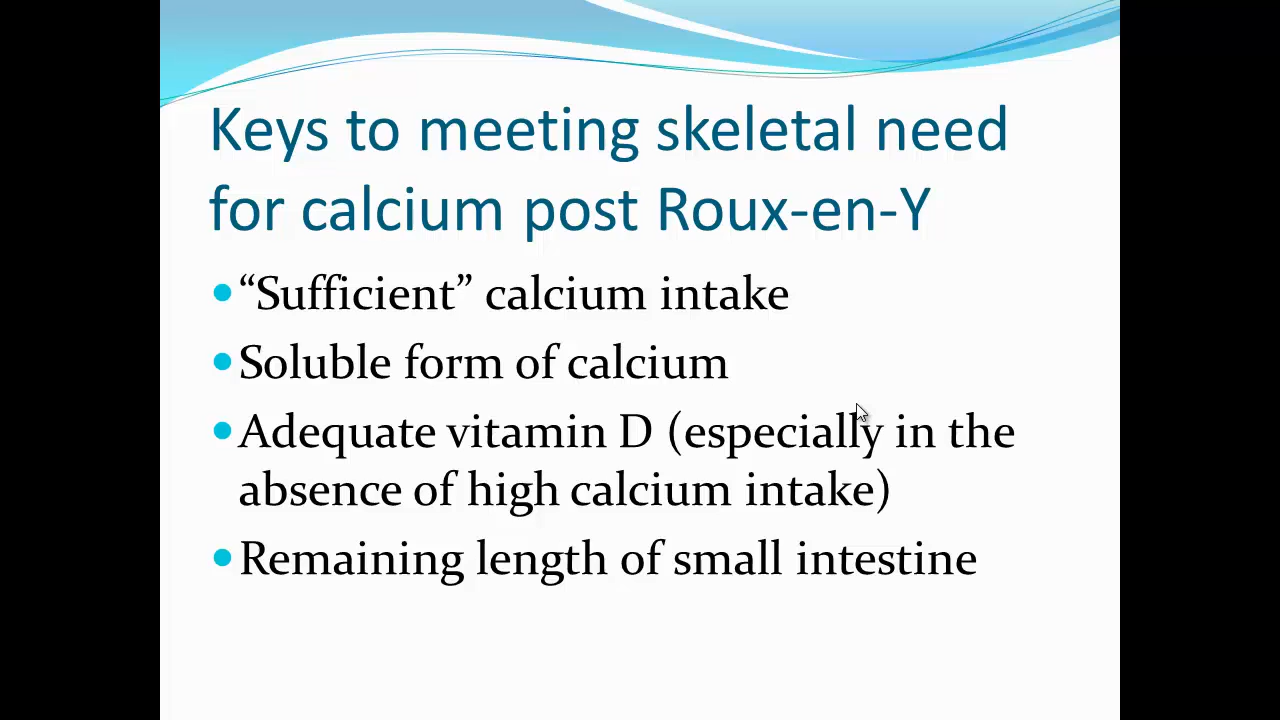 Keys to meeting skeletal need
for calcium post Roux-en-Y
•“Sufficient” calcium intake
•Soluble form of calcium
•Adequate vitamin D (especially in the
absence of high calcium intake)
•Remaining length of small intestine